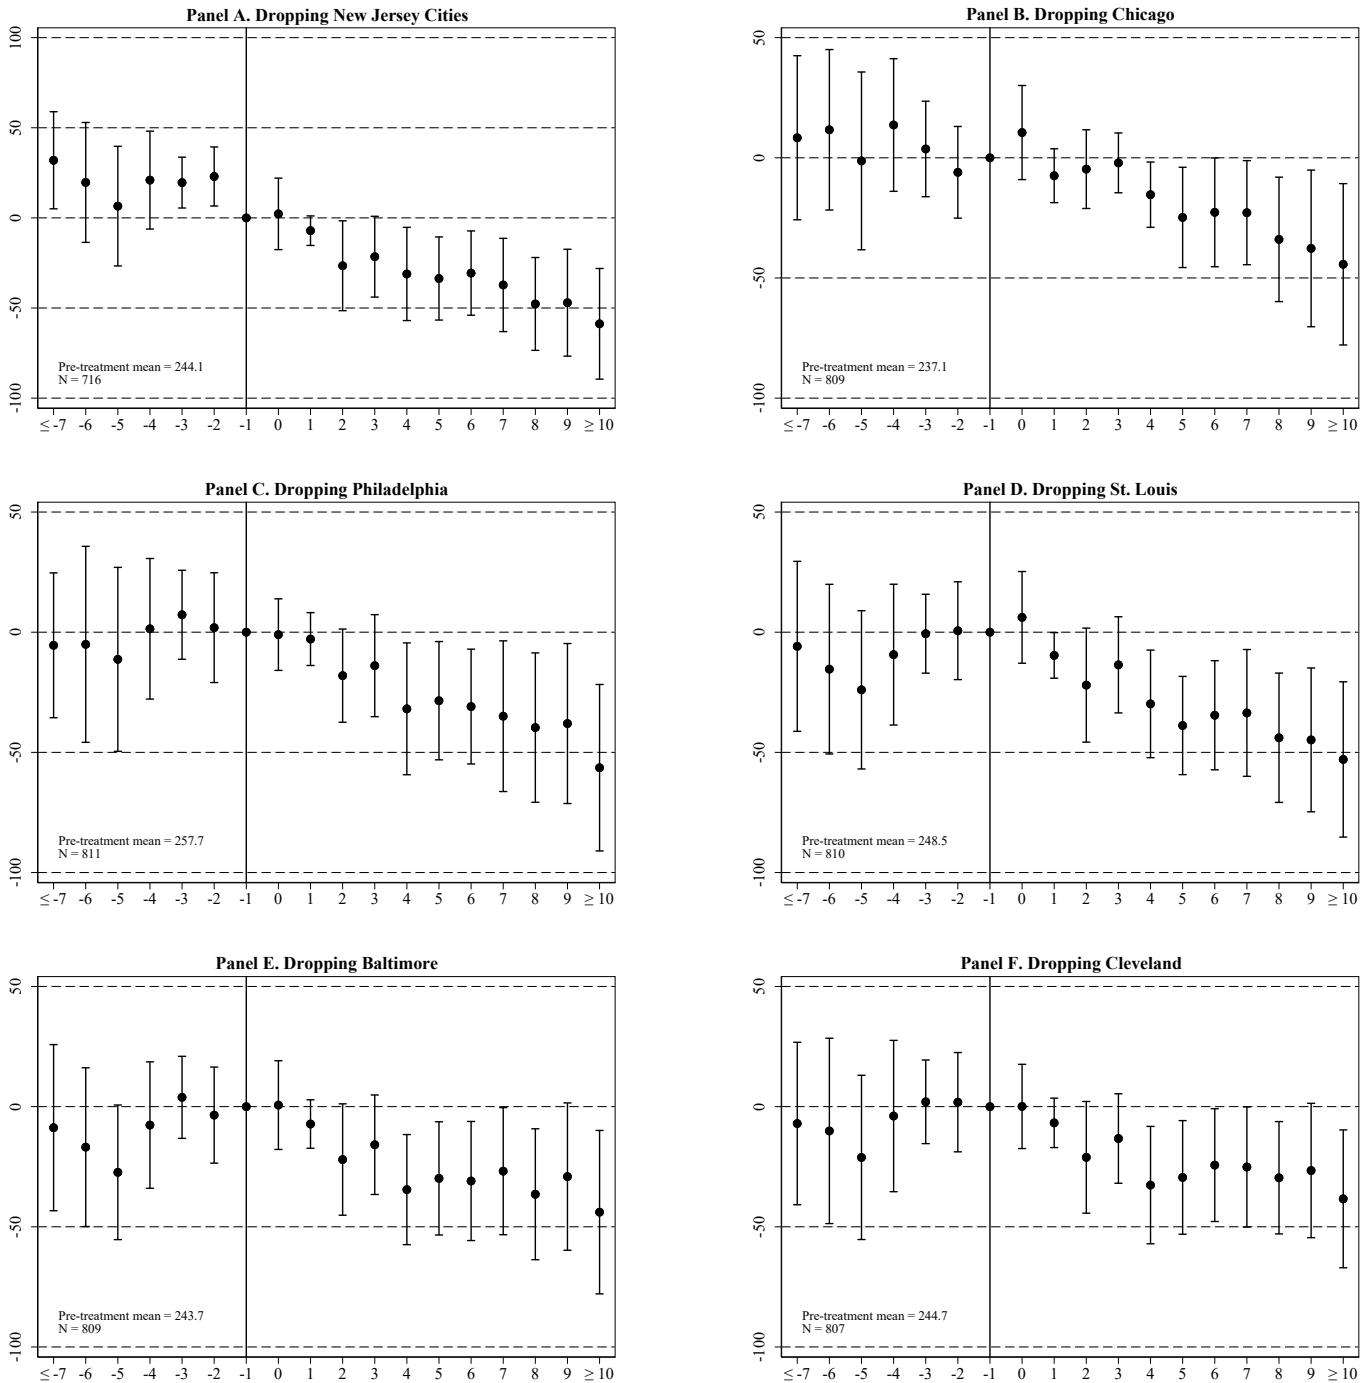 Panel A. Dropping New Jersey Cities
100
50
0
-50
-100
Pre-treatment mean = 244.1
N = 716
≤ -7 -6 -5 -4 -3 -2 -1 0 1 2 3 4 5 6 7 8 9 ≥ 10
Panel B. Dropping Chicago
50
0
-50
-100
Pre-treatment mean = 237.1
N = 809
≤ -7 -6 -5 -4 -3 -2 -1 0 1 2 3 4 5 6 7 8 9 ≥ 10
Panel C. Dropping Philadelphia
50
0
-50
-100
Pre-treatment mean = 257.7
N = 811
≤ -7 -6 -5 -4 -3 -2 -1 0 1 2 3 4 5 6 7 8 9 ≥ 10
Panel D. Dropping St. Louis
50
0
-50
-100
Pre-treatment mean = 248.5
N = 810
≤ -7 -6 -5 -4 -3 -2 -1 0 1 2 3 4 5 6 7 8 9 ≥ 10
Panel E. Dropping Baltimore
50
0
-50
-100
Pre-treatment mean = 243.7
N = 809
≤ -7 -6 -5 -4 -3 -2 -1 0 1 2 3 4 5 6 7 8 9 ≥ 10
Panel F. Dropping Cleveland
50
0
-50
-100
Pre-treatment mean = 244.7
N = 807
≤ -7 -6 -5 -4 -3 -2 -1 0 1 2 3 4 5 6 7 8 9 ≥ 10